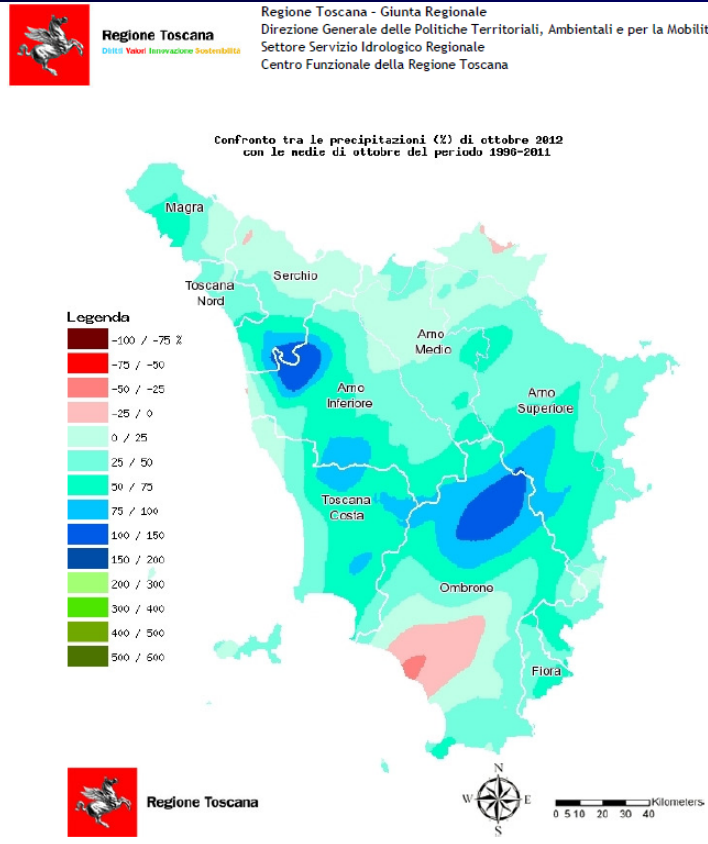 Regione Toscana
Diritti Valori Innovazione Sostenibilità
Regione Toscana - Giunta Regionale
Direzione Generale delle Politiche Territoriali, Ambientali e per la Mobilit
Settore Servizio Idrologico Regionale
Centro Funzionale della Regione Toscana
Confronto tra le precipitazioni (%) di ottobre 2012
con le medie di ottobre del periodo 1996-2011
Magra
Serchio
Toscana
Nord
Arno
Medio
Arno
Inferiore
Arno
Superiore
Toscana
Costa
Ombrone
Fiora
Legenda
-100 / -75 %
-75 / -50
-50 / -25
-25 / 0
0 / 25
25 / 50
50 / 75
75 / 100
100 / 150
150 / 200
200 / 300
300 / 400
400 / 500
500 / 600
Regione Toscana
N
W E
S
Kilometers
0 5 10 20 30 40